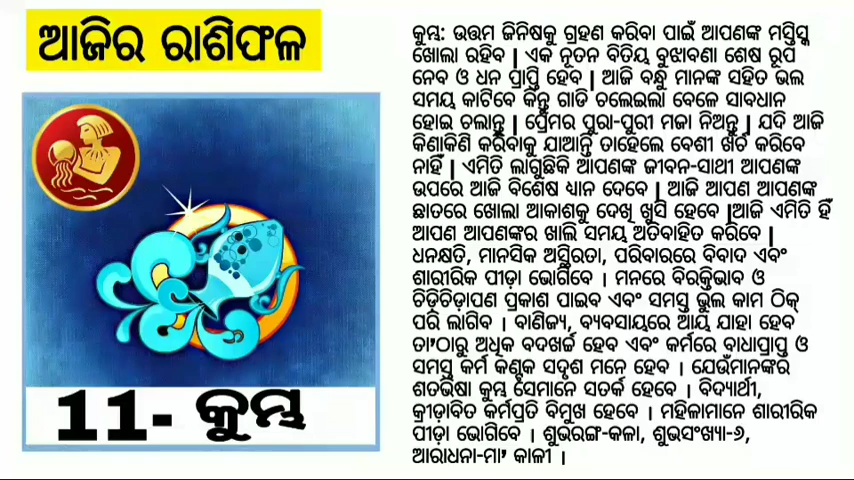 ଆଜିର ରାଶିଫଳ
11- କୁମ୍ଭ
କୁମ୍ଭ: ଉତ୍ତମ ଜିନିଷକୁ ଗ୍ରହଣ କରିବା ପାଇଁ ଆପଣଙ୍କ ମସ୍ତିସ୍କ
ଖୋଲା ରହିବ | ଏକ ନୂତନ ବିତିୟ ବୁଝାବଣା ଶେଷ ରୂପ
ନେବ ଓ ଧନ ପ୍ରାପ୍ତି ହେବ | ଆଜି ବନ୍ଧୁ ମାନଙ୍କ ସହିତ ଭଲ
ସମୟ କାଟିବେ କିନ୍ତୁ ଗାଡି ଚଲେଇଲା ବେଳେ ସାବଧାନ
ହୋଇ ଚଲାନ୍ତୁ | ପ୍ରେମର ପୁରା-ପୁରୀ ମଜା ନିଅନ୍ତୁ | ଯଦି ଆଜି
କିଣାକିଣି କରିବାକୁ ଯାଆନ୍ତି ତାହେଲେ ବେଶୀ ଖର୍ଚ କରିବେ
ନାହିଁ | ଏମିତି ଲାଗୁଛିକି ଆପଣଙ୍କ ଜୀବନ-ସାଥୀ ଆପଣଙ୍କ
ଉପରେ ଆଜି ବିଶେଷ ଧ୍ୟାନ ଦେବେ | ଆଜି ଆପଣ ଆପଣଙ୍କ
ଛାତରେ ଖୋଲା ଆକାଶକୁ ଦେଖି ଖୁସି ହେବେ |ଆଜି ଏମିତି ହିଁ
ଆପଣ ଆପଣଙ୍କର ଖାଲି ସମୟ ଅତିବାହିତ କରିବେ |
ଧନକ୍ଷତି, ମାନସିକ ଅସ୍ଥିରତା, ପରିବାରରେ ବିବାଦ ଏବଂ
ଶାରୀରିକ ପୀଡ଼ା ଭୋଗିବେ । ମନରେ ବିରକ୍ତିଭାବ ଓ
ଚିଡ଼ିଚିଡ଼ାପଣ ପ୍ରକାଶ ପାଇବ ଏବଂ ସମସ୍ତ ଭୁଲ କାମ ଠିକ୍
ପରି ଲାଗିବ । ବାଣିଜ୍ୟ, ବ୍ୟବସାୟରେ ଆୟ ଯାହା ହେବ
ତା'ଠାରୁ ଅଧିକ ବଦଖର୍ଚ୍ଚ ହେବ ଏବଂ କର୍ମରେ ବାଧାପ୍ରାପ୍ତ ଓ
ସମସ୍ତ କର୍ମ କଣ୍ଟକ ସଦୃଶ ମନେ ହେବ । ଯେଉଁମାନଙ୍କର
ଶତଭିଷା କୁମ୍ଭ ସେମାନେ ସତର୍କ ହେବେ । ବିଦ୍ୟାର୍ଥୀ,
କ୍ରୀଡ଼ାବିତ କର୍ମପ୍ରତି ବିମୁଖ ହେବେ । ମହିଳାମାନେ ଶାରୀରିକ
ପୀଡ଼ା ଭୋଗିବେ । ଶୁଭରଙ୍ଗ-କଳା, ଶୁଭସଂଖ୍ୟା-୬,
ଆରାଧନା-ମା' କାଳୀ ।